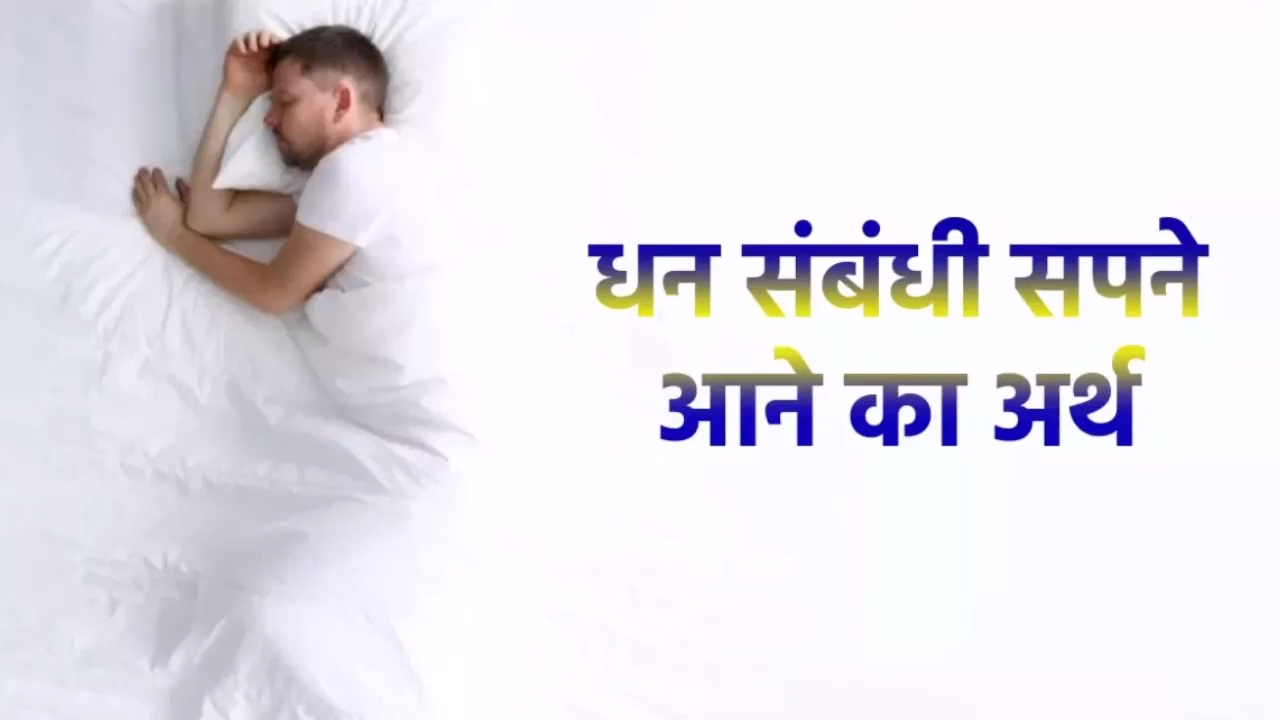 धन संबंधी सपने
आने का अर्थ